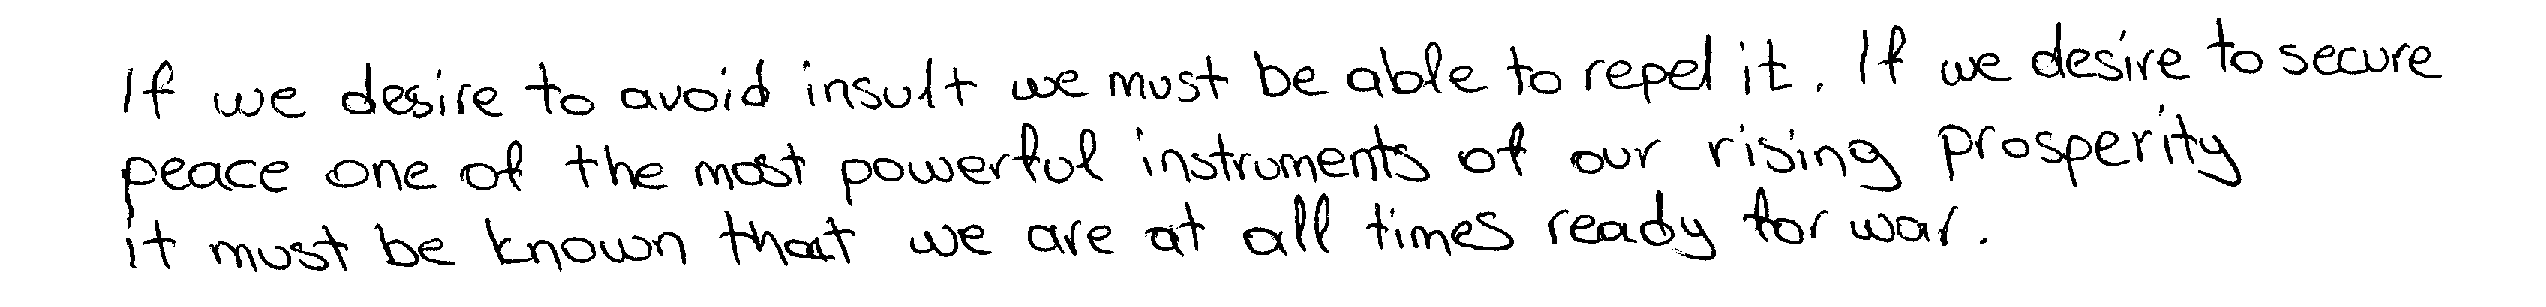 If we desire to avoid insult we must be able to repel it. If we desire to secure
peace one of the most powerful instruments of our rising prosperity
it must be known that we are at all times ready for war.